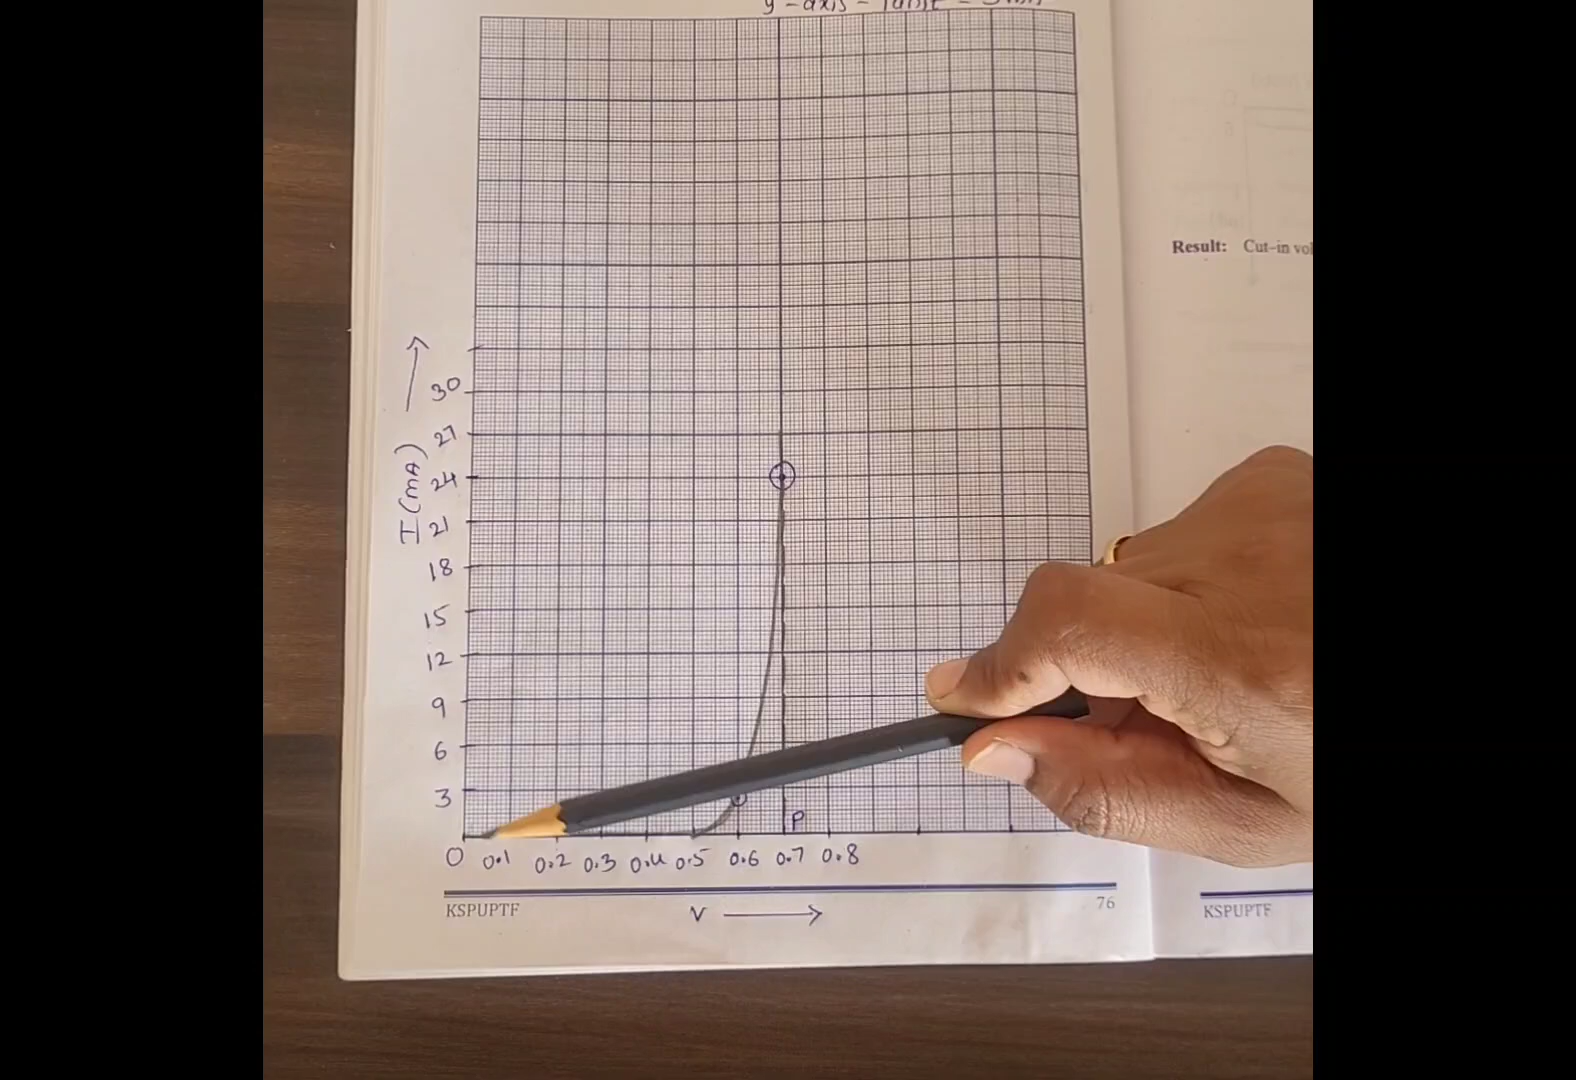 y-axis - 1unit = 3mA
Result: Cut-in
30
27
24
21
18
15
12
9
6
3
I (mA)
P
0 0.1 0.2 0.3 0.4 0.5 0.6 0.7 0.8
KSPUPTF 76
V
KSPUPTF